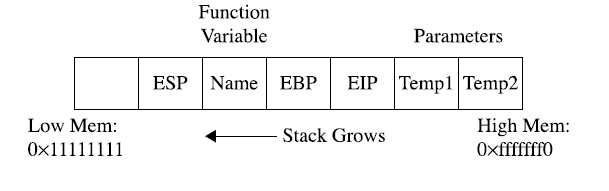 Function
Variable
Parameters
ESP Name EBP EIP Temp1 Temp2
Low Mem:
0×11111111
Stack Grows
High Mem:
0×fffffff0